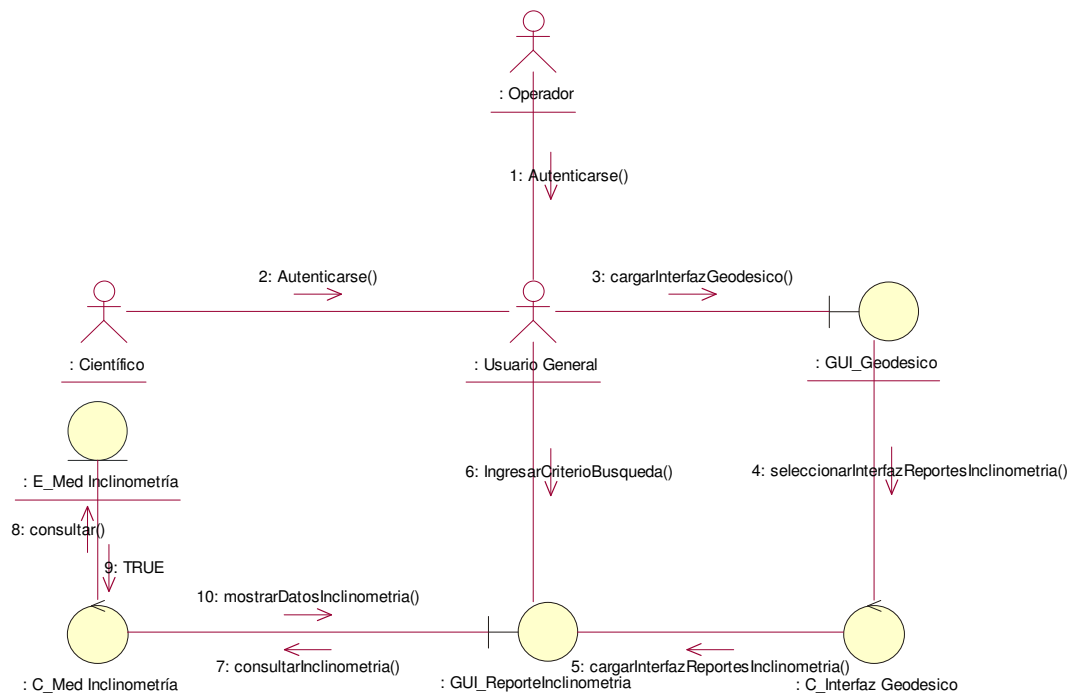 : Operador
1: Autenticarse()
2: Autenticarse()
3: cargarInterfazGeodesico()
: Científico
: Usuario General
: GUI_Geodesico
6: IngresarCriterioBusqueda()
4: seleccionarInterfazReportesInclinometria()
: E_Med Inclinometría
8: consultar()
9: TRUE
10: mostrarDatosInclinometria()
7: consultarInclinometria()
5: cargarInterfazReportesInclinometria()
: C_Med Inclinometría
: GUI_ReporteInclinometria
: C_Interfaz Geodesico